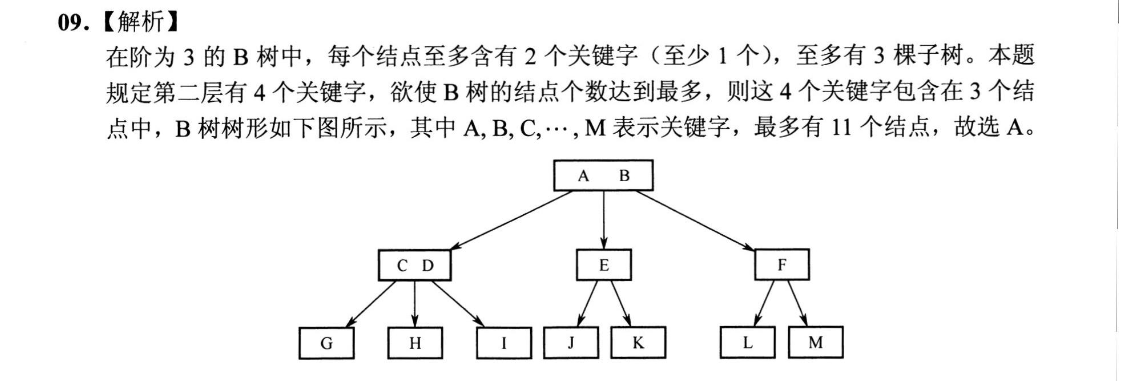 09.【解析】
在阶为 3 的 B 树中，每个结点至多含有 2 个关键字（至少 1 个），至多有 3 棵子树。本题
规定第二层有 4 个关键字，欲使 B 树的结点个数达到最多，则这 4 个关键字包含在 3 个结
点中，B 树树形如下图所示，其中 A, B, C,⋯, M 表示关键字，最多有 11 个结点，故选 A。
A B
C D E F
G H I J K L M